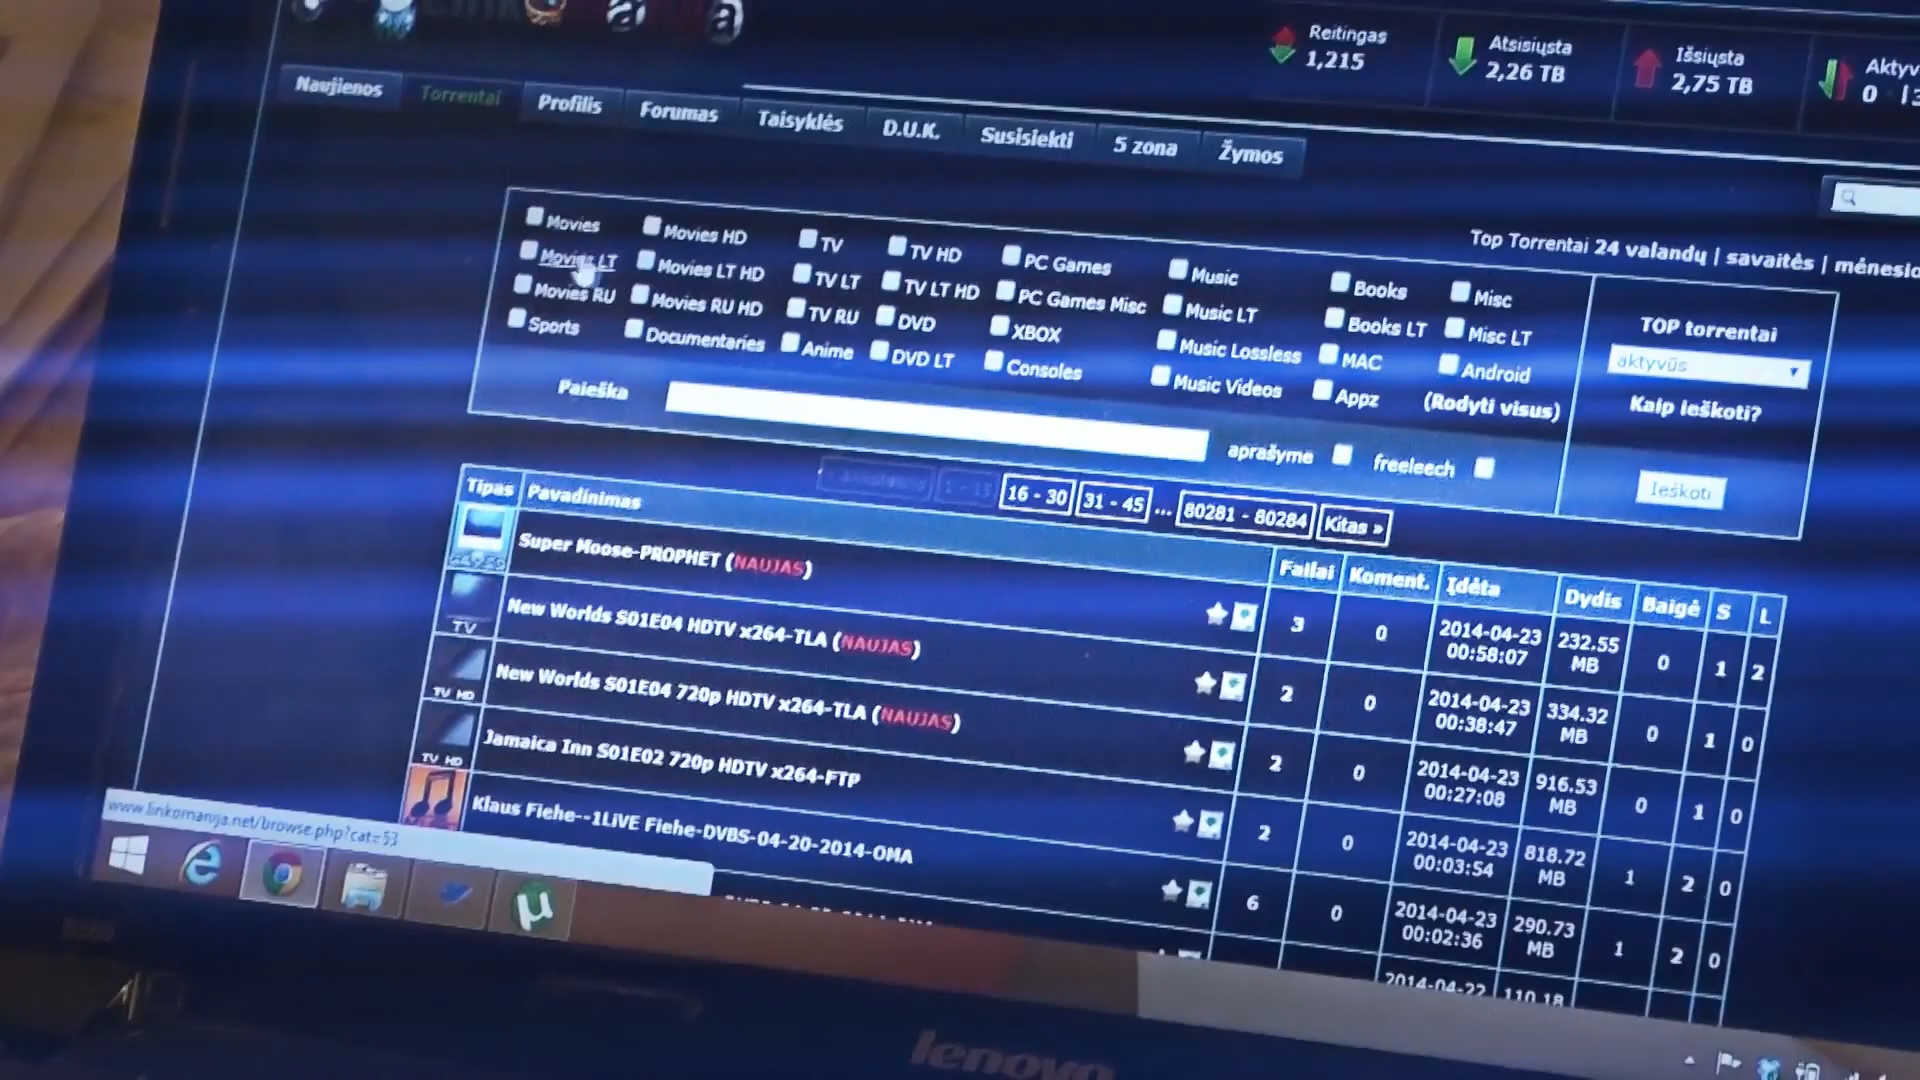 Reitingas
1,215
Atsisiųsta
2,26 TB
Išsiųsta
2,75 TB
0
Naujienos Torrentai Profilis Forumas Taisyklės D.U.K. Susisiekti 5 zona Žymos
Top Torrentai 24 valandų | savaitės |
Movies Movies HD TV TV HD PC Games Music Books Misc
Movies LT Movies LT HD TV LT TV LT HD PC Games Misc Music LT Books LT Misc LT
Movies RU Movies RU HD TV RU DVD XBOX Music Lossless MAC Android
Sports Documentaries Anime DVD LT Consoles Music Videos Appz (Rodyti visus)
TOP torrentai
aktyvūs
Kaip ieškoti?
Ieškoti
Paieška aprašyme freeleech
16 - 30 31 - 45 ... 80281 - 80284 Kitas »
Tipas Pavadinimas Failai Koment. Įdėta Dydis Baigė S L
GAMES Super Moose-PROPHET (NAUJAS) 3 0 2014-04-23 00:58:07 232.55 MB 0 1 2
TV New Worlds S01E04 HDTV x264-TLA (NAUJAS) 2 0 2014-04-23 00:38:47 334.32 MB 0 1 0
TV HD New Worlds S01E04 720p HDTV x264-TLA (NAUJAS) 2 0 2014-04-23 00:27:08 916.53 MB 0 1 0
TV HD Jamaica Inn S01E02 720p HDTV x264-FTP 2 0 2014-04-23 00:03:54 818.72 MB 1 2 0
Klaus Fiehe--1LiVE Fiehe-DVBS-04-20-2014-OMA 6 0 2014-04-23 00:02:36 290.73 MB 1 2 0
2014-04-22 110.18
www.linkomanija.net/browse.php?cat=53
lenovo